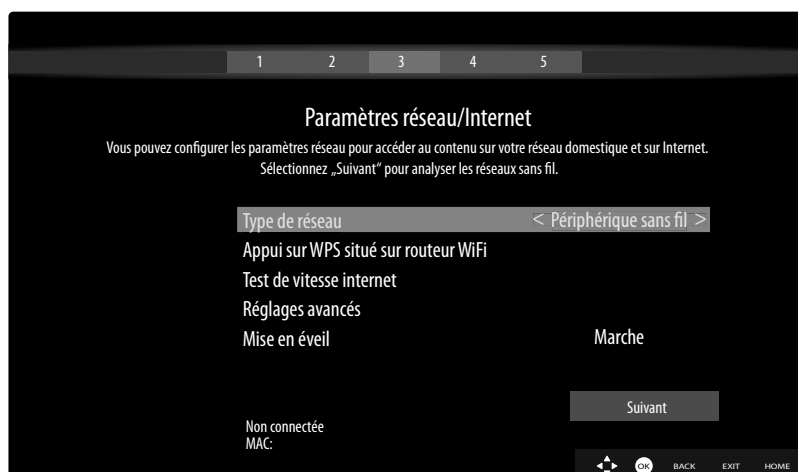 1 2 3 4 5
Paramètres réseau/Internet
Vous pouvez configurer les paramètres réseau pour accéder au contenu sur votre réseau domestique et sur Internet.
Sélectionnez „Suivant“ pour analyser les réseaux sans fil.
Type de réseau < Périphérique sans fil >
Appui sur WPS situé sur routeur WiFi
Test de vitesse internet
Réglages avancés
Mise en éveil Marche
Suivant
Non connectée
MAC:
OK BACK EXIT HOME